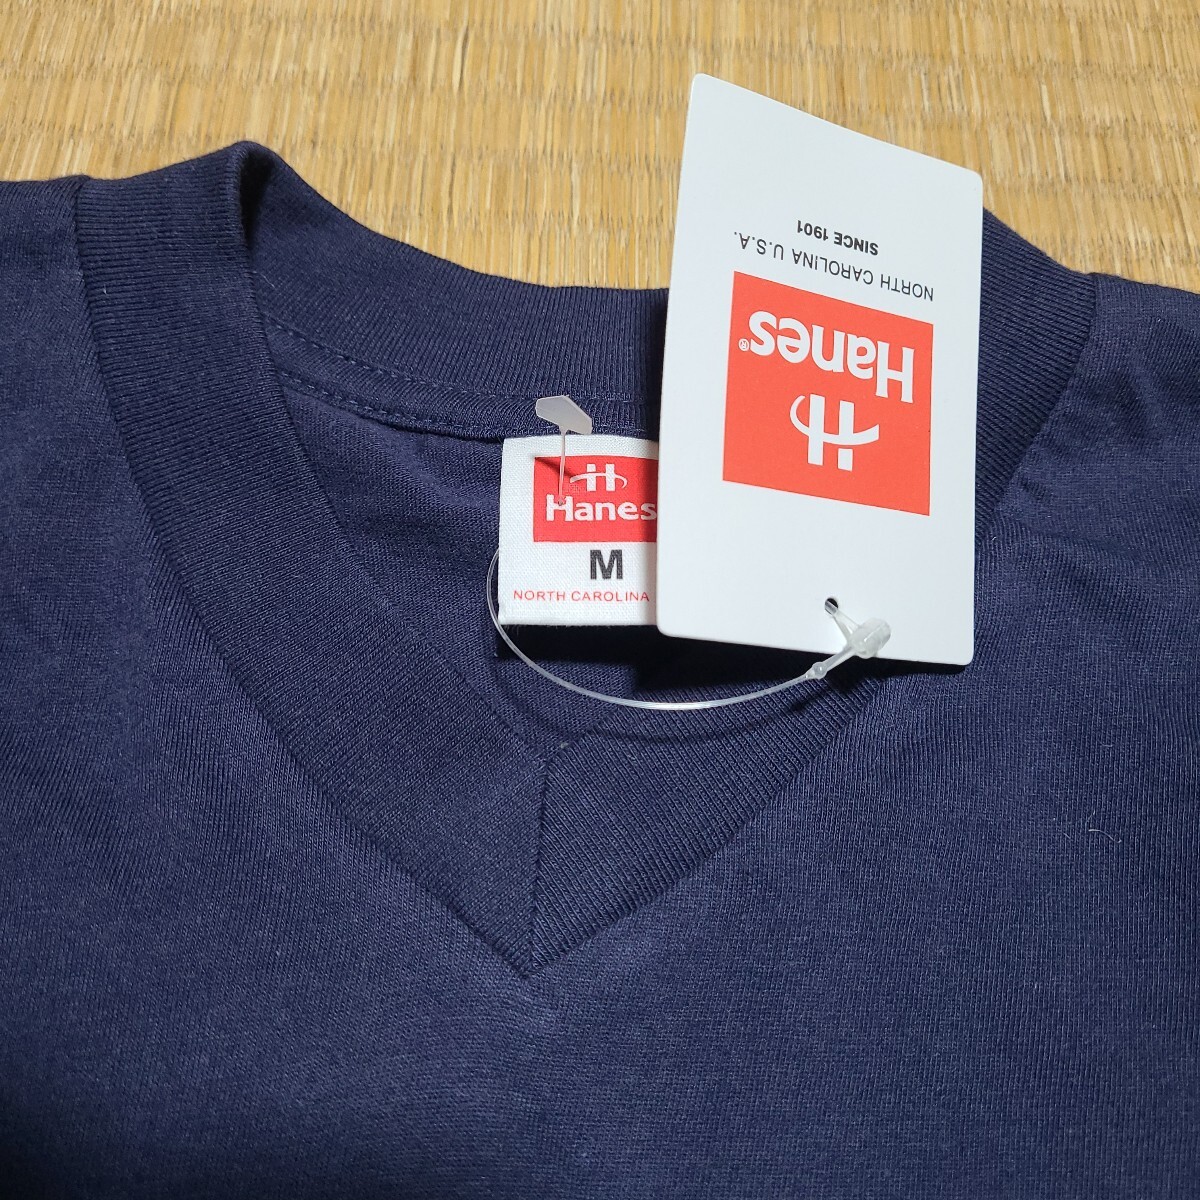 SINCE 1901
NORTH CAROLINA U.S.A.
Hanes®
Hanes
M
NORTH CAROLINA